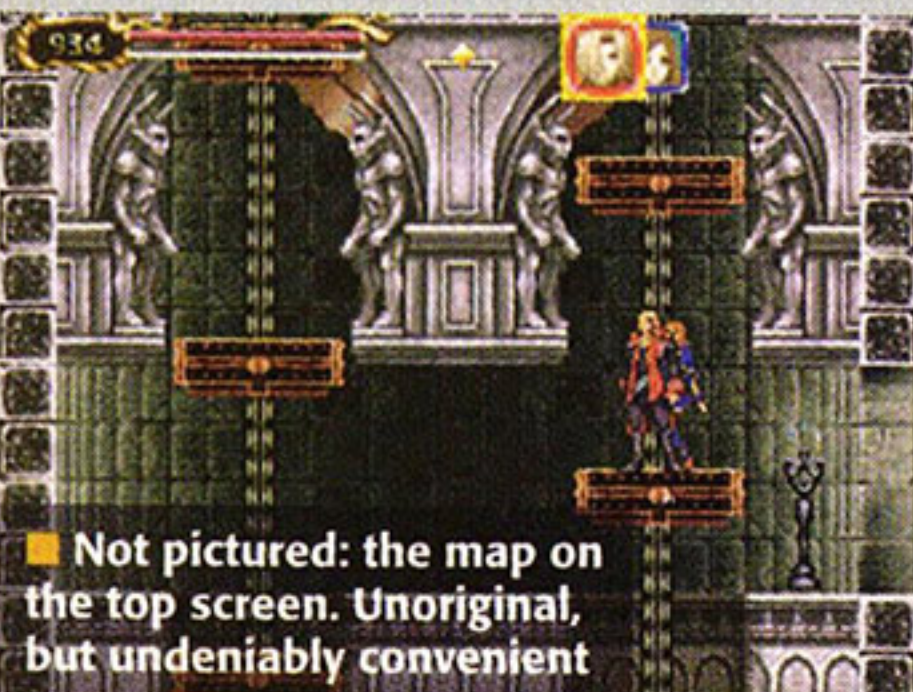 934
Not pictured: the map on
the top screen. Unoriginal,
but undeniably convenient